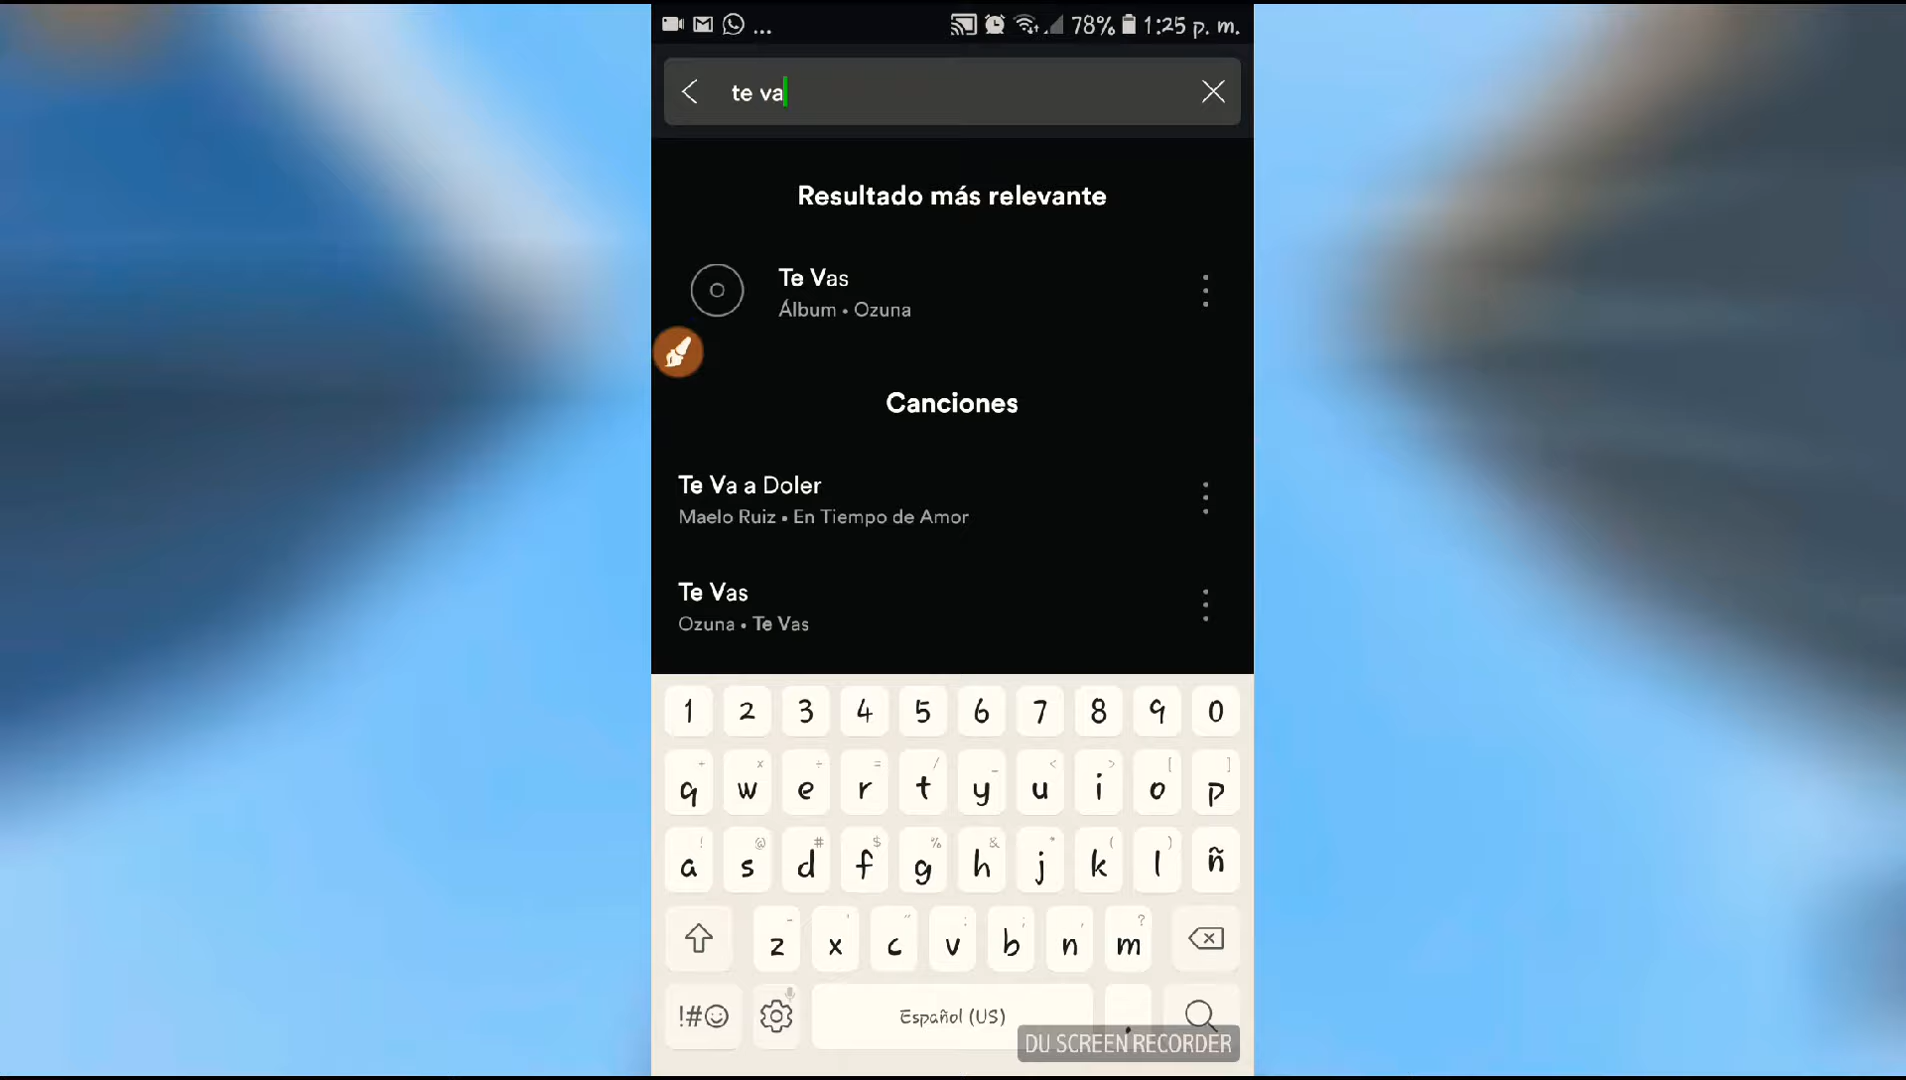 ... 78% 1:25 p. m.
te va
Resultado más relevante
Te Vas
Álbum • Ozuna
Canciones
Te Va a Doler
Maelo Ruiz • En Tiempo de Amor
Te Vas
Ozuna • Te Vas
1 2 3 4 5 6 7 8 9 0
+ × ÷ = / _ < > [ ]
q w e r t y u i o p
! @ # $ % & * ( )
a s d f g h j k l ñ
- ' " : ; , ?
z x c v b n m
!#☺ Español (US) .
DU SCREEN RECORDER